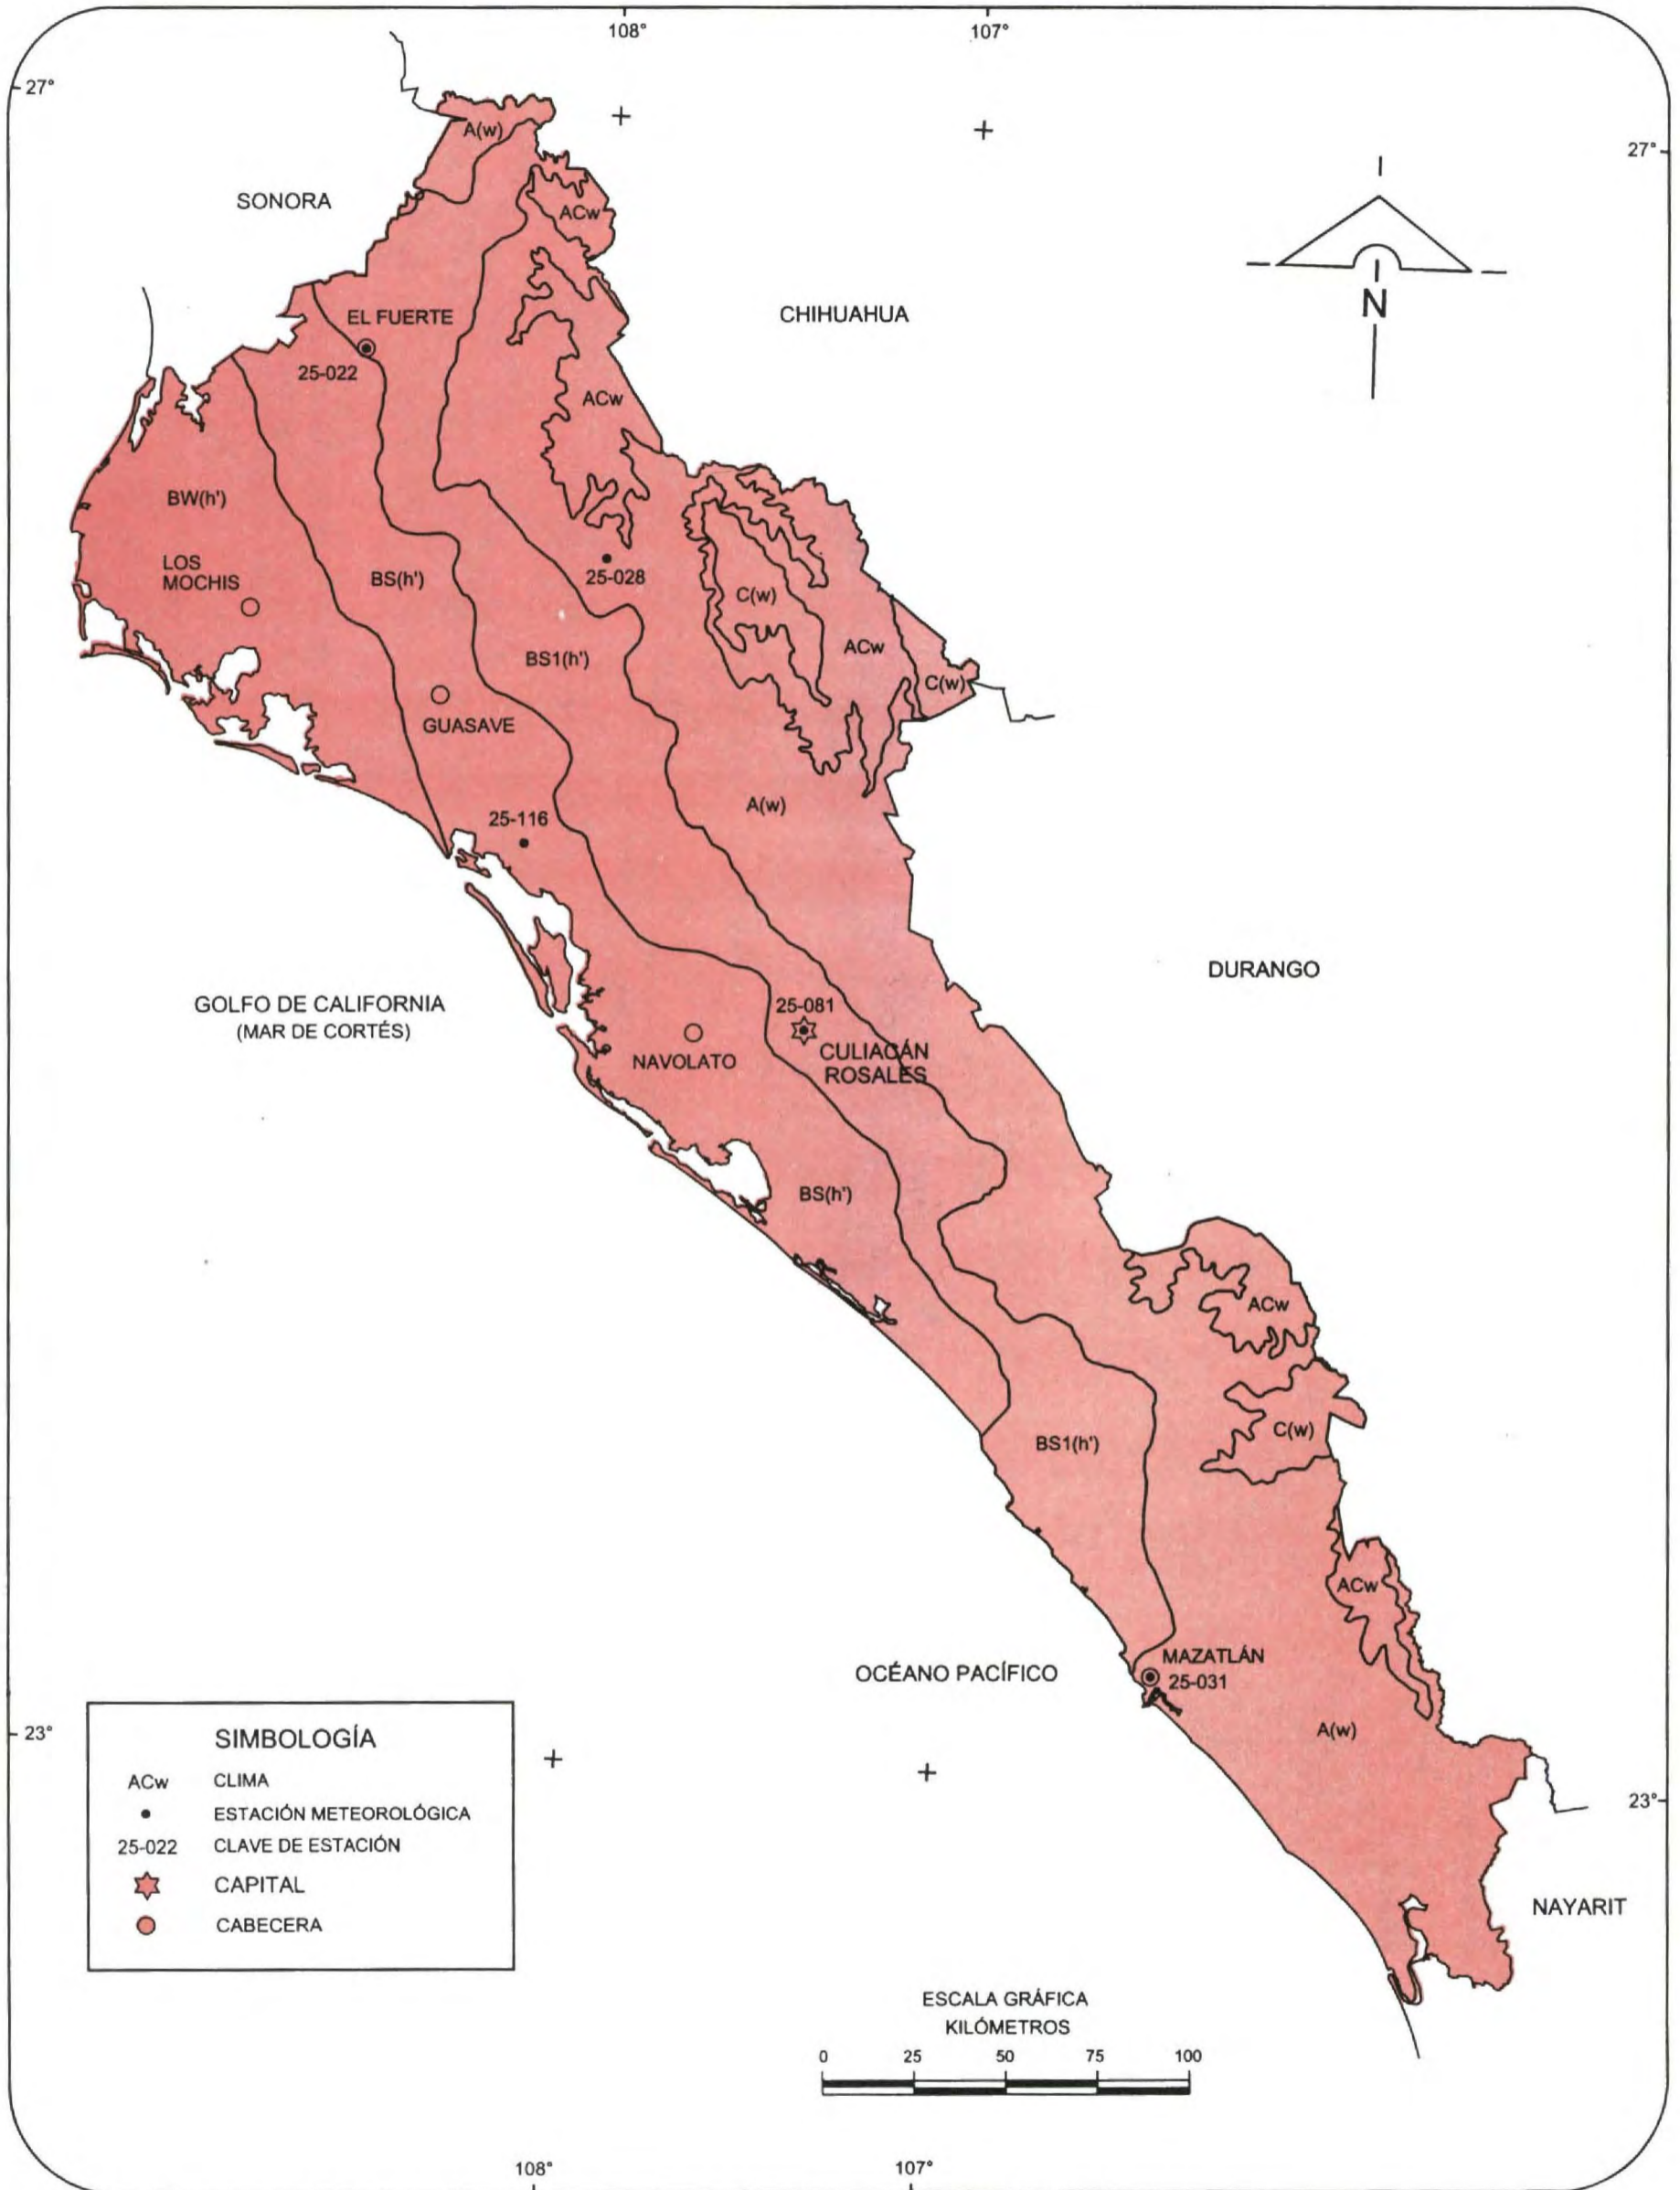 108°
107°
27°
27°
A(w)
SONORA
ACw
CHIHUAHUA
N
EL FUERTE
25-022
ACw
BW(h')
LOS
MOCHIS
BS(h')
25-028
C(w)
ACw
BS1(h')
C(w)
GUASAVE
A(w)
25-116
DURANGO
GOLFO DE CALIFORNIA
(MAR DE CORTÉS)
25-081
NAVOLATO
CULIACÁN
ROSALES
BS(h')
ACw
C(w)
BS1(h')
ACw
MAZATLÁN
25-031
OCÉANO PACÍFICO
A(w)
23°
23°
SIMBOLOGÍA
ACw CLIMA
ESTACIÓN METEOROLÓGICA
25-022 CLAVE DE ESTACIÓN
CAPITAL
CABECERA
NAYARIT
ESCALA GRÁFICA
KILÓMETROS
0 25 50 75 100
108°
107°